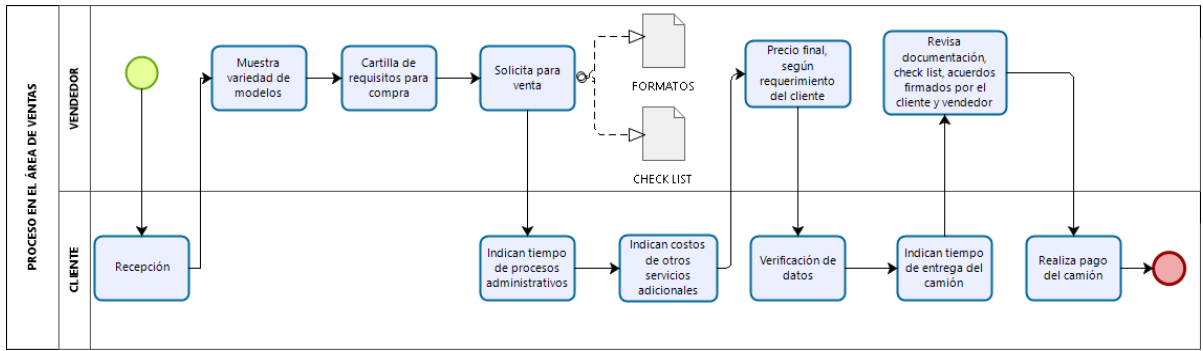 PROCESO EN EL ÁREA DE VENTAS
VENDEDOR
Muestra
variedad de
modelos
Cartilla de
requisitos para
compra
Solicita para
venta
FORMATOS
CHECK LIST
Precio final,
según
requerimiento
del cliente
Revisa
documentación,
check list, acuerdos
firmados por el
cliente y vendedor
CLIENTE
Recepción
Indican tiempo
de procesos
administrativos
Indican costos
de otros
servicios
adicionales
Verificación de
datos
Indican tiempo
de entrega del
camión
Realiza pago
del camión